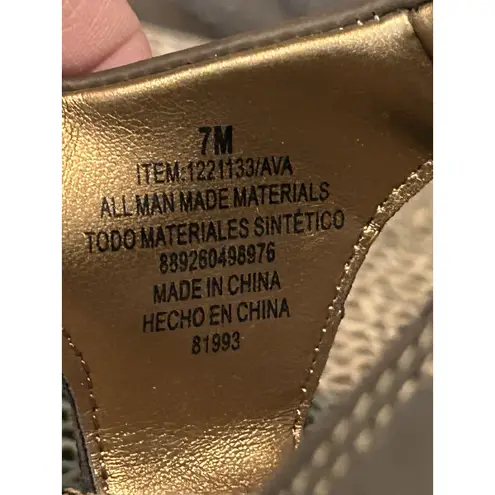 7M
ITEM:1221133/AVA
ALL MAN MADE MATERIALS
TODO MATERIALES SINTÉTICO
889260498976
MADE IN CHINA
HECHO EN CHINA
81993